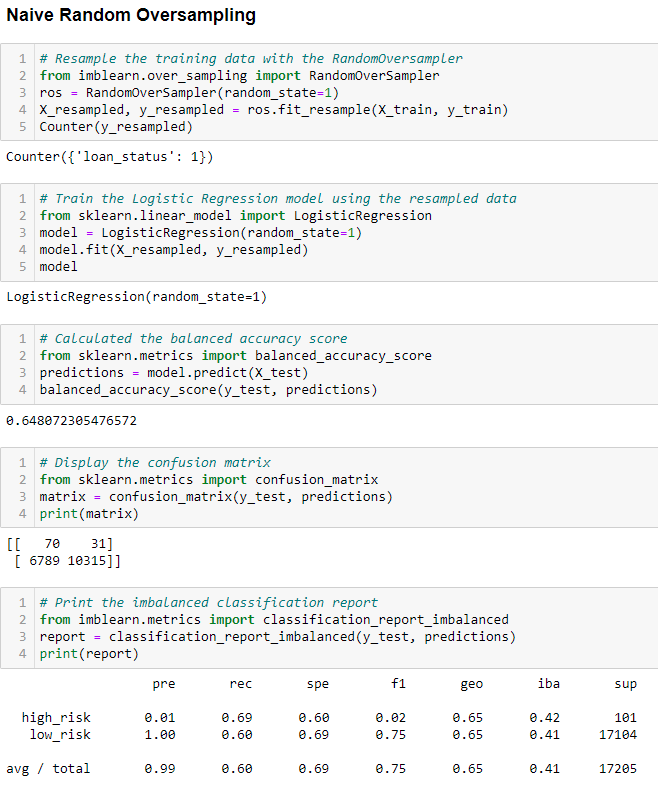 Naive Random Oversampling
1 # Resample the training data with the RandomOversampler
2 from imblearn.over_sampling import RandomOverSampler
3 ros = RandomOverSampler(random_state=1)
4 X_resampled, y_resampled = ros.fit_resample(X_train, y_train)
5 Counter(y_resampled)
Counter({'loan_status': 1})
1 # Train the Logistic Regression model using the resampled data
2 from sklearn.linear_model import LogisticRegression
3 model = LogisticRegression(random_state=1)
4 model.fit(X_resampled, y_resampled)
5 model
LogisticRegression(random_state=1)
1 # Calculated the balanced accuracy score
2 from sklearn.metrics import balanced_accuracy_score
3 predictions = model.predict(X_test)
4 balanced_accuracy_score(y_test, predictions)
0.648072305476572
1 # Display the confusion matrix
2 from sklearn.metrics import confusion_matrix
3 matrix = confusion_matrix(y_test, predictions)
4 print(matrix)
[[   70    31]
 [ 6789 10315]]
1 # Print the imbalanced classification report
2 from imblearn.metrics import classification_report_imbalanced
3 report = classification_report_imbalanced(y_test, predictions)
4 print(report)
pre rec spe f1 geo iba sup
high_risk 0.01 0.69 0.60 0.02 0.65 0.42 101
low_risk 1.00 0.60 0.69 0.75 0.65 0.41 17104
avg / total 0.99 0.60 0.69 0.75 0.65 0.41 17205